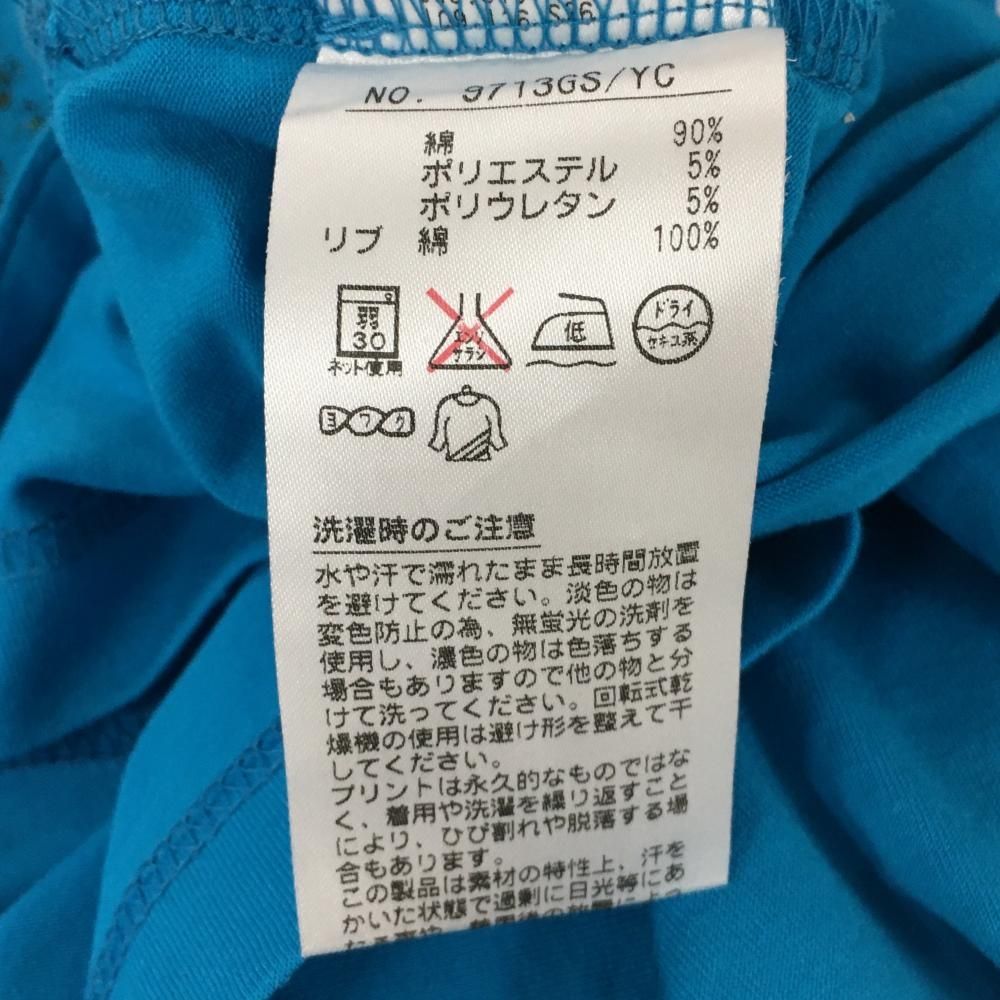 NO. 9713GS/YC
綿 90%
ポリエステル 5%
ポリウレタン 5%
リブ 綿 100%
弱
30
ネット使用
エンソ
サラシ
低
ドライ
セキユ系
ヨワク
洗濯時のご注意
水や汗で濡れたまま長時間放置
を避けてください。淡色の物は
変色防止の為、無蛍光の洗剤を
使用し、濃色の物は色落ちする
場合もありますので他の物と分
けて洗ってください。回転式乾
燥機の使用は避け形を整えて干
してください。
プリントは永久的なものではな
く、着用や洗濯を繰り返すこと
により、ひび割れや脱落する場
合もあります。
この製品は素材の特性上、汗を
かいた状態で過剰に日光等にあ